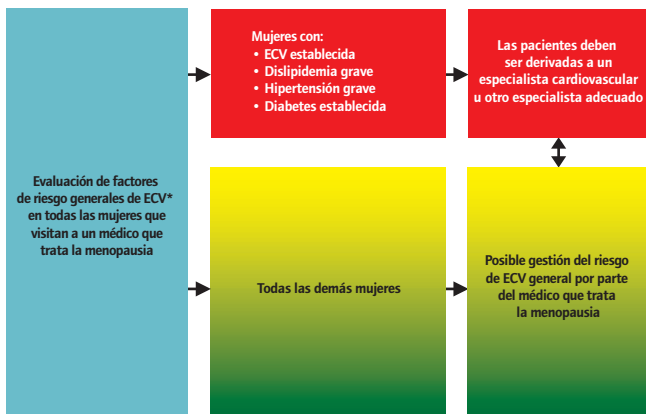 Evaluación de factores
de riesgo generales de ECV*
en todas las mujeres que
visitan a un médico que
trata la menopausia
Mujeres con:
• ECV establecida
• Dislipidemia grave
• Hipertensión grave
• Diabetes establecida
Las pacientes deben
ser derivadas a un
especialista cardiovascular
u otro especialista adecuado
Todas las demás mujeres
Posible gestión del riesgo
de ECV general por parte
del médico que trata
la menopausia